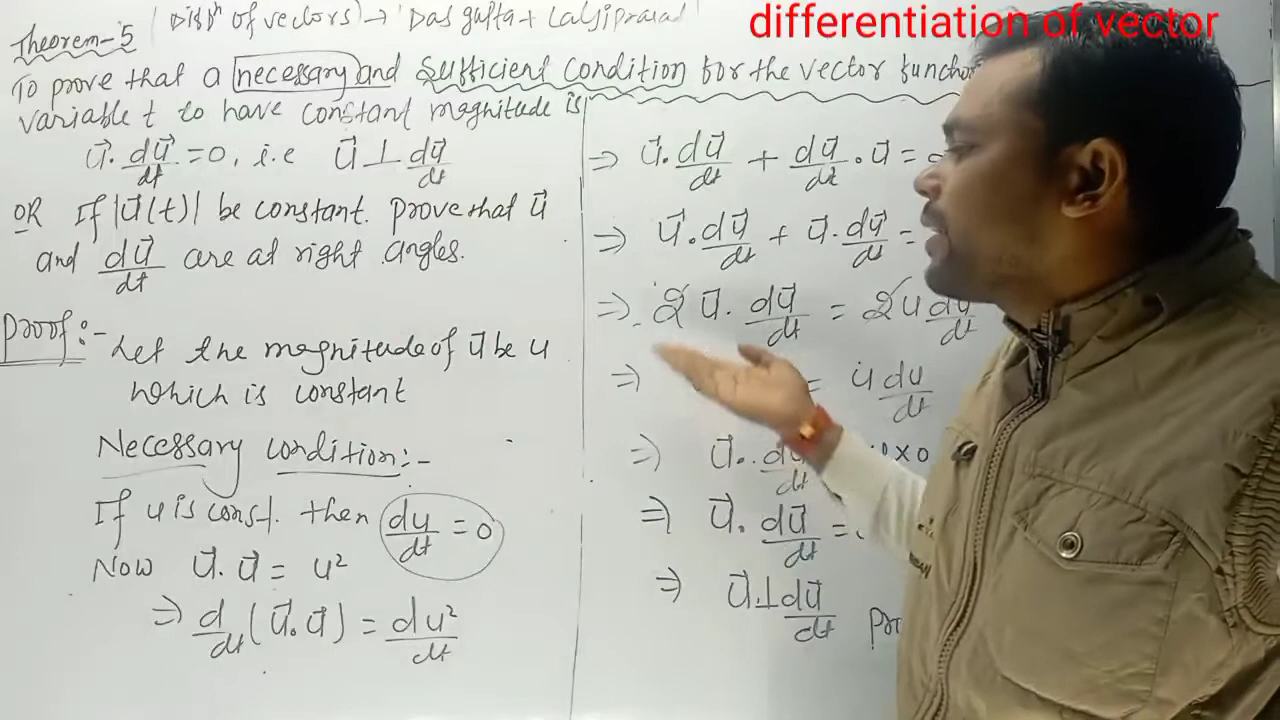 differentiation of vector
Theorem-5 (Diffn of vectors) → Das gupta + Lalji prasad
To prove that a necessary and sufficient condition for the vector function
variable t to have constant magnitude is
u⃗. du⃗/dt = 0, i.e u⃗ ⊥ du⃗/dt
OR If |u⃗(t)| be constant. prove that u⃗
and du⃗/dt are at right angles.
Proof:- Let the magnitude of u⃗ be u
which is constant
Necessary condition:-
If u is const. then du/dt = 0
Now u⃗. u⃗ = u²
⇒ d/dt (u⃗. u⃗) = du²/dt
⇒ u⃗. du⃗/dt + du⃗/dt . u⃗ =
⇒ u⃗. du⃗/dt + u⃗. du⃗/dt =
⇒ 2 u⃗. du⃗/dt = 2u du/dt
⇒ = u du/dt
⇒ u⃗. du⃗/dt × 0
⇒ u⃗. du⃗/dt =
⇒ u⃗ ⊥ du⃗/dt